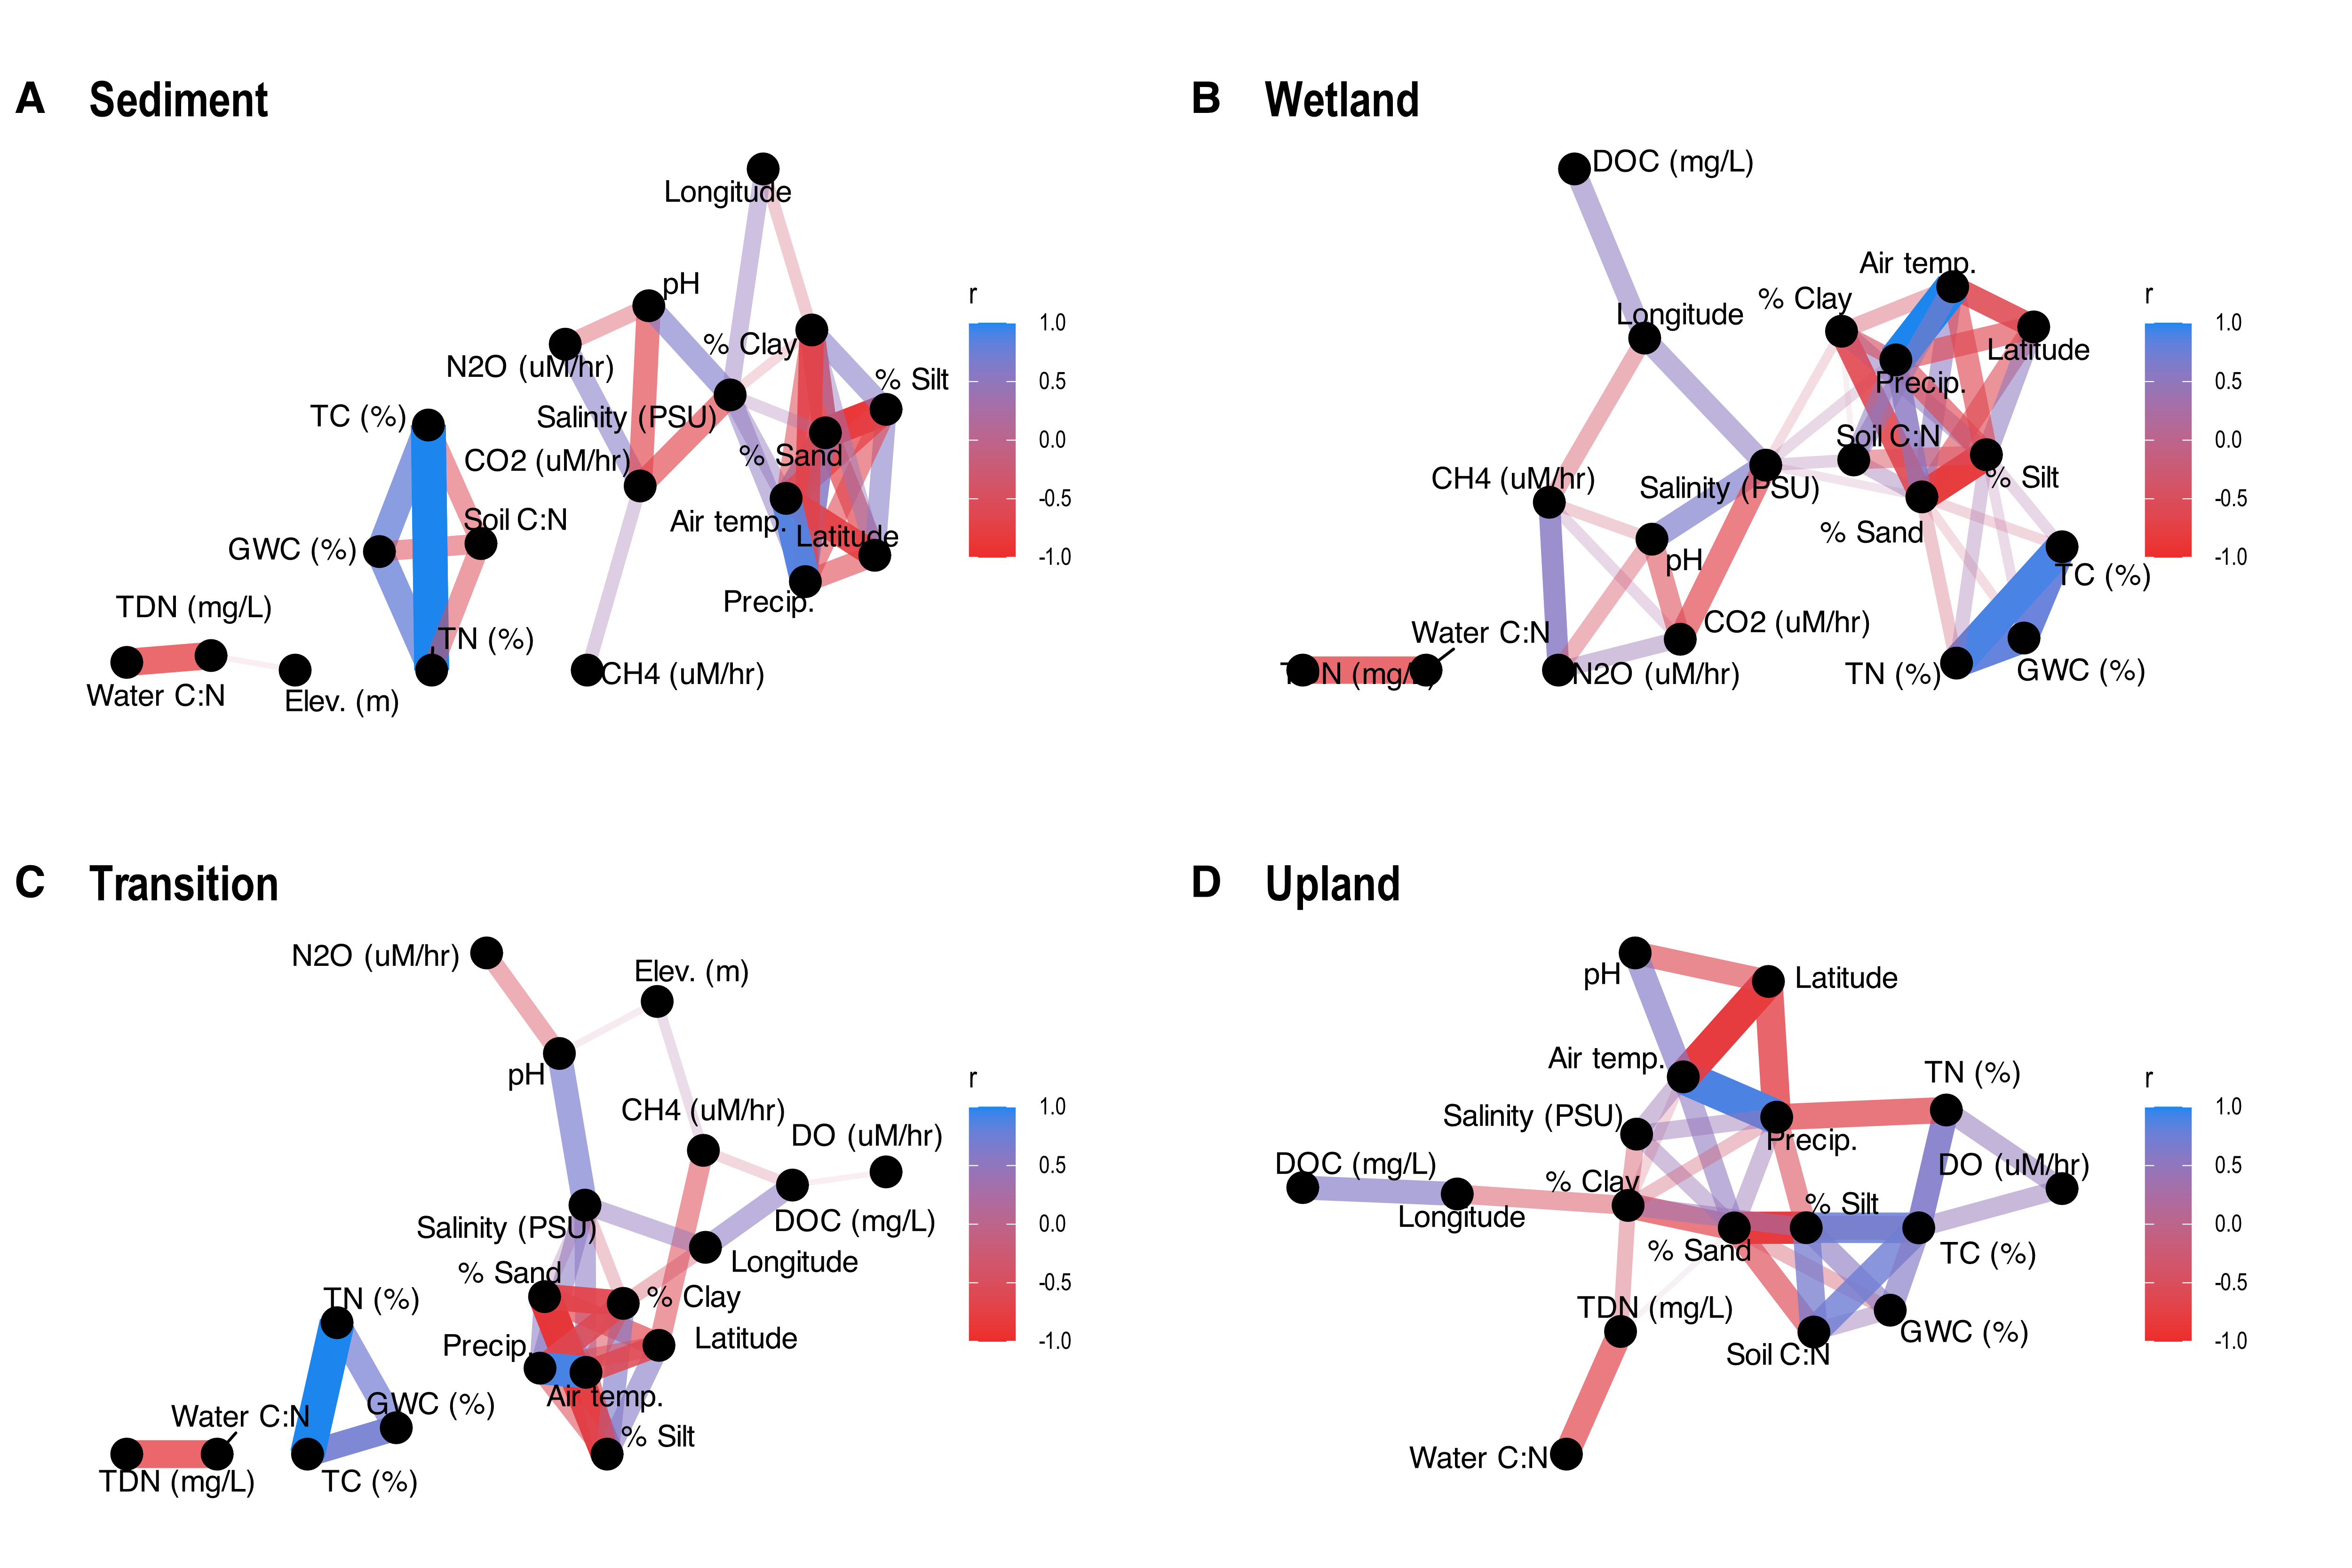 A Sediment
Longitude
pH
r
% Clay
1.0
N2O (uM/hr)
% Silt
0.5
TC (%)
Salinity (PSU)
0.0
CO2 (uM/hr)
% Sand
-0.5
Soil C:N
Air temp.
Latitude
GWC (%)
-1.0
TDN (mg/L)
Precip.
TN (%)
CH4 (uM/hr)
Water C:N
Elev. (m)
B Wetland
DOC (mg/L)
Air temp.
% Clay
r
Longitude
1.0
Latitude
Precip.
0.5
Soil C:N
0.0
CH4 (uM/hr)
Salinity (PSU)
% Silt
-0.5
% Sand
pH
-1.0
TC (%)
Water C:N
CO2 (uM/hr)
TDN (mg/L)
N2O (uM/hr)
TN (%)
GWC (%)
C Transition
N2O (uM/hr)
Elev. (m)
pH
r
CH4 (uM/hr)
1.0
DO (uM/hr)
0.5
Salinity (PSU)
DOC (mg/L)
0.0
Longitude
% Sand
-0.5
TN (%)
% Clay
Precip.
Latitude
-1.0
Air temp.
GWC (%)
Water C:N
% Silt
TDN (mg/L)
TC (%)
D Upland
pH
Latitude
Air temp.
TN (%)
r
Salinity (PSU)
1.0
Precip.
DOC (mg/L)
DO (uM/hr)
0.5
% Clay
% Silt
Longitude
0.0
% Sand
TC (%)
-0.5
TDN (mg/L)
GWC (%)
-1.0
Soil C:N
Water C:N